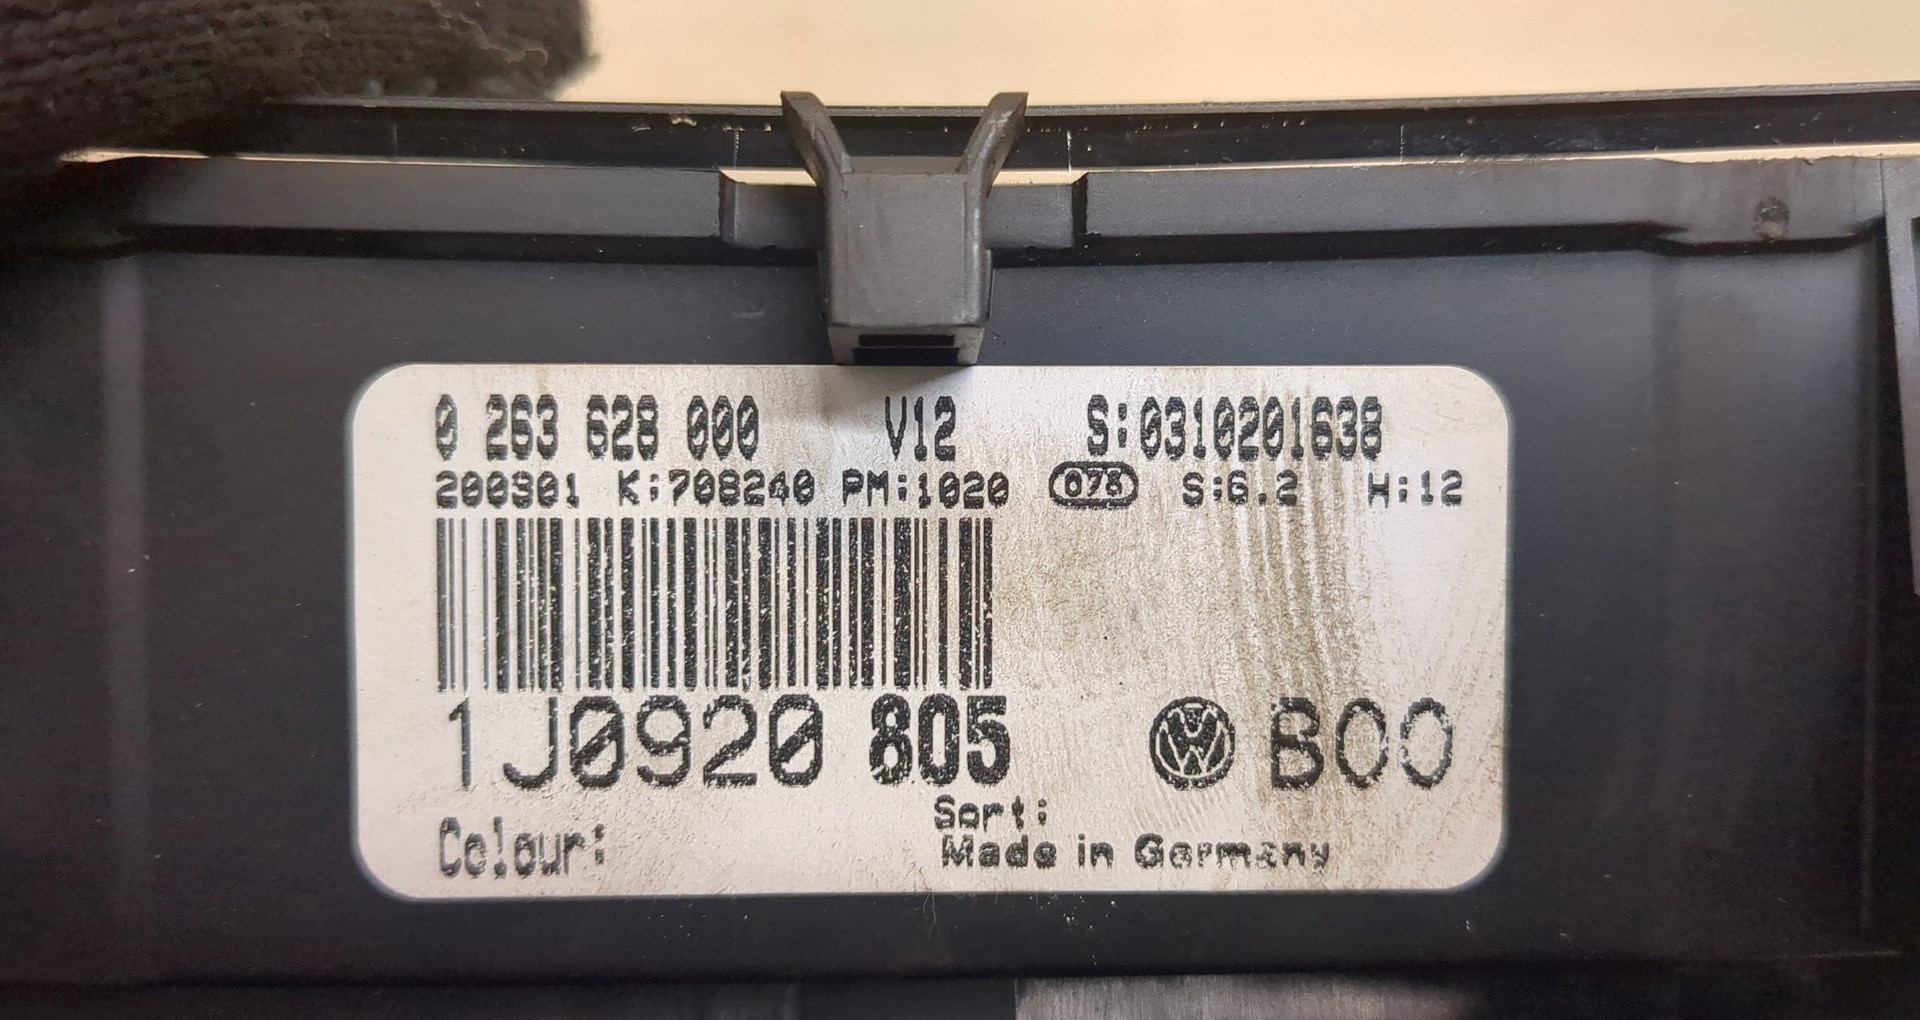 0 263 628 000 V12 S:0310201638
200301 K:708240 PM:1020 078 S:6.2 H:12
1J0920 805 VW B00
Sort:
Colour: Made in Germany